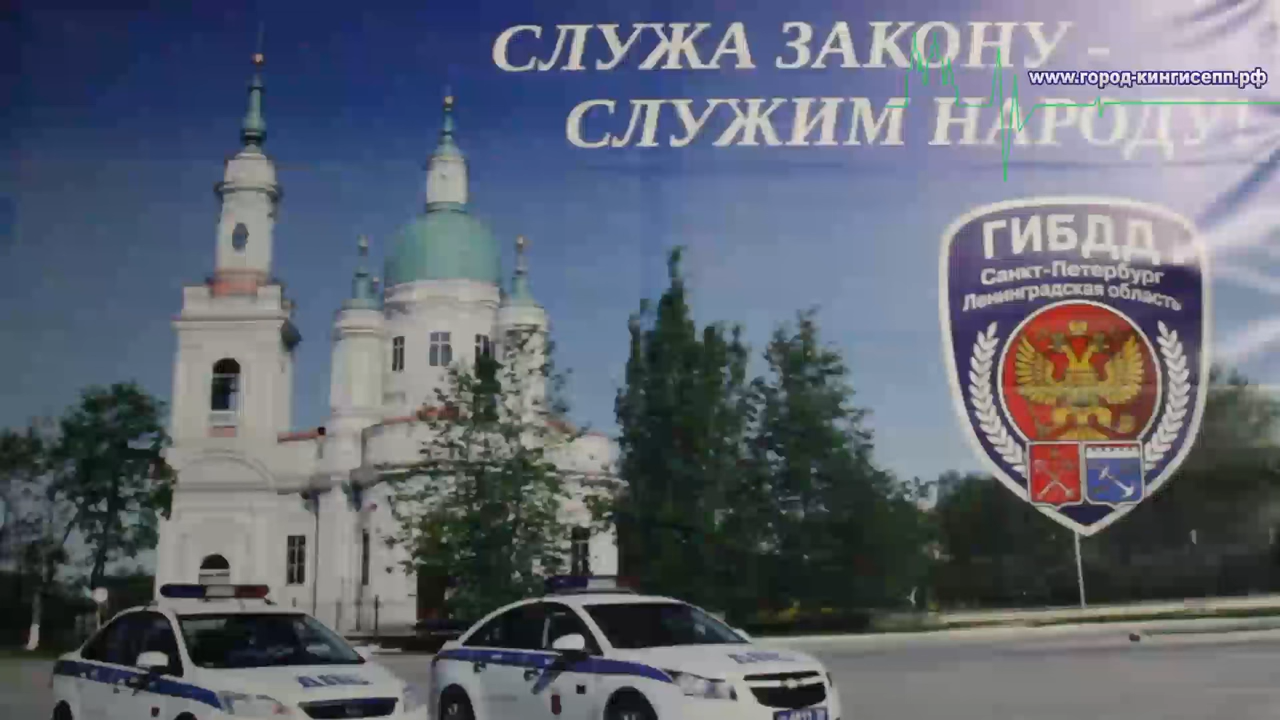 СЛУЖА ЗАКОНУ -
СЛУЖИМ НАРОДУ!
www.город-кингисепп.рф
ГИБДД
Санкт-Петербург
Ленинградская область
ДПС
ДПС